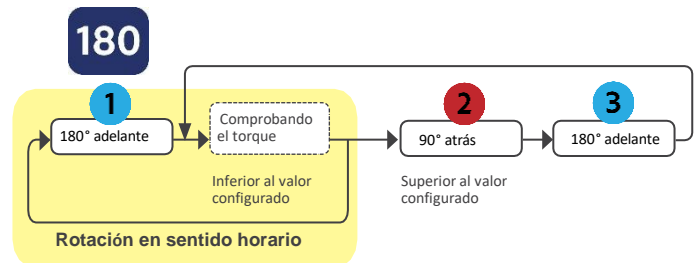 180
1
2
3
180° adelante
Comprobando
el torque
90° atrás
180° adelante
Inferior al valor
configurado
Superior al valor
configurado
Rotación en sentido horario